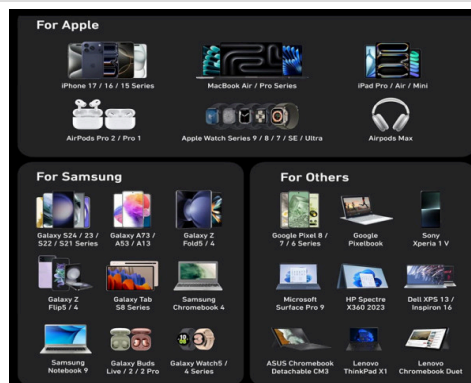 For Apple
iPhone 17 / 16 / 15 Series
MacBook Air / Pro Series
iPad Pro / Air / Mini
AirPods Pro 2 / Pro 1
Apple Watch Series 9 / 8 / 7 / SE / Ultra
Airpods Max
For Samsung
Galaxy S24 / 23 /
S22 / S21 Series
Galaxy A73 /
A53 / A13
Galaxy Z
Fold5 / 4
Galaxy Z
Flip5 / 4
Galaxy Tab
S8 Series
Samsung
Chromebook 4
Samsung
Notebook 9
Galaxy Buds
Live / 2 / 2 Pro
Galaxy Watch5 /
4 Series
For Others
Google Pixel 8 /
7 / 6 Series
Google
Pixelbook
Sony
Xperia 1 V
Microsoft
Surface Pro 9
HP Spectre
X360 2023
Dell XPS 13 /
Inspiron 16
ASUS Chromebook
Detachable CM3
Lenovo
ThinkPad X1
Lenovo
Chromebook Duet